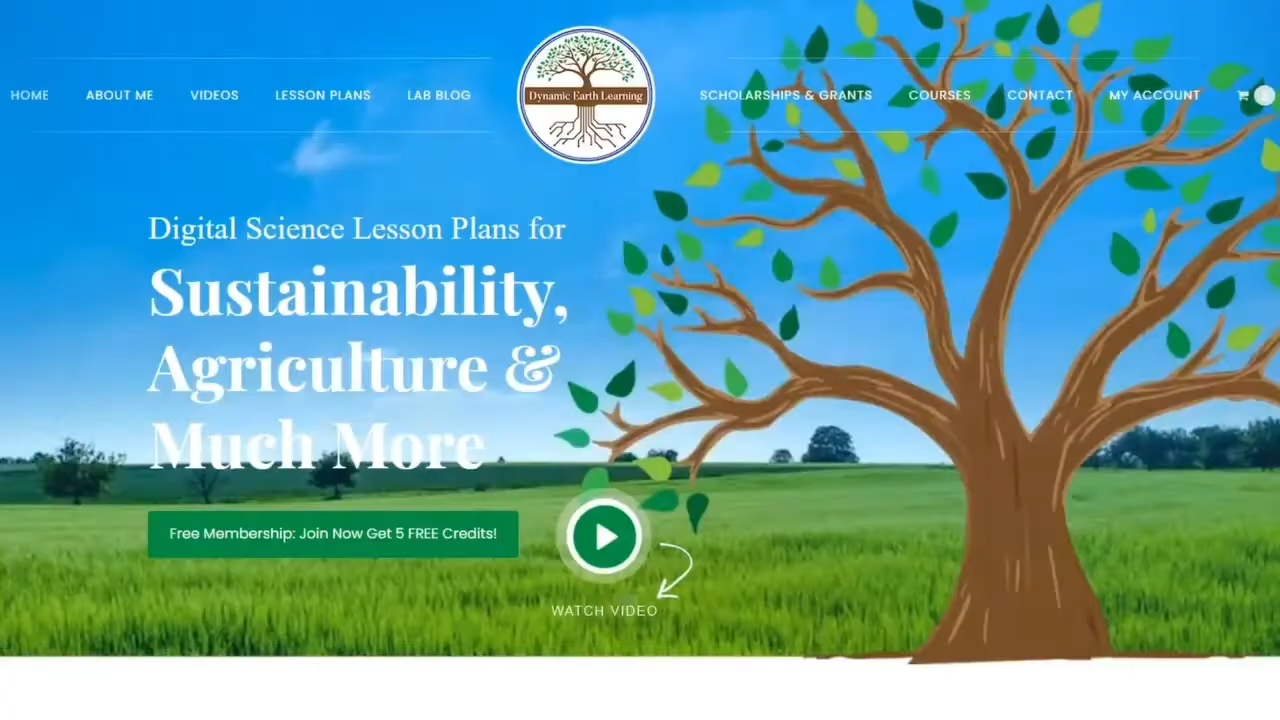 HOME
ABOUT ME
VIDEOS
LESSON PLANS
LAB BLOG
Dynamic Earth Learning
SCHOLARSHIPS & GRANTS
COURSES
CONTACT
MY ACCOUNT
Digital Science Lesson Plans for
Sustainability,
Agriculture &
Much More
Free Membership: Join Now Get 5 FREE Credits!
WATCH VIDEO